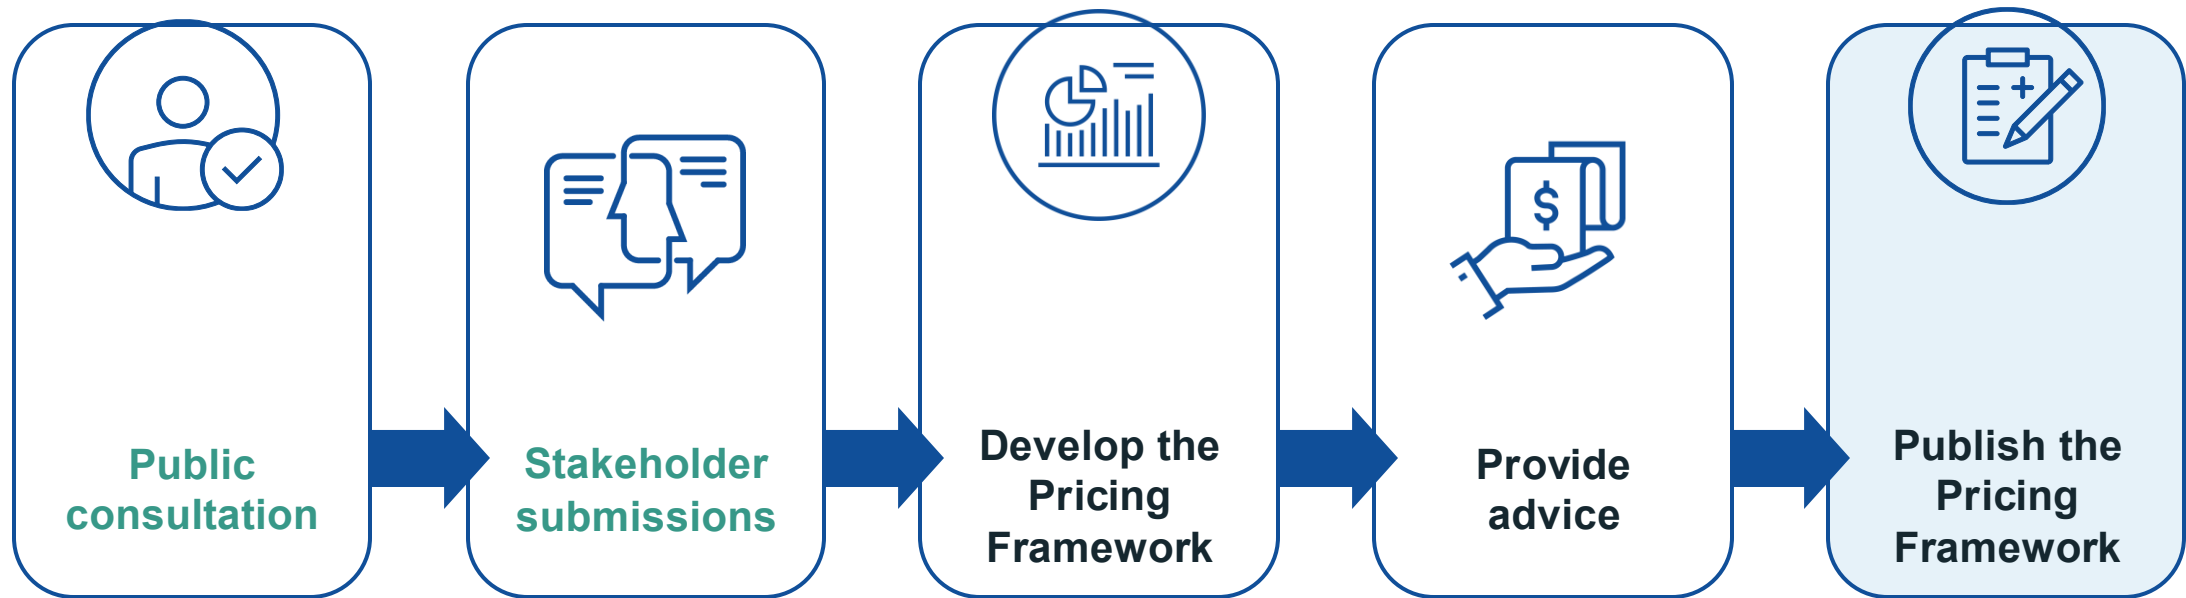 Public
consultation
Stakeholder
submissions
Develop the
Pricing
Framework
$
Provide
advice
Publish the
Pricing
Framework